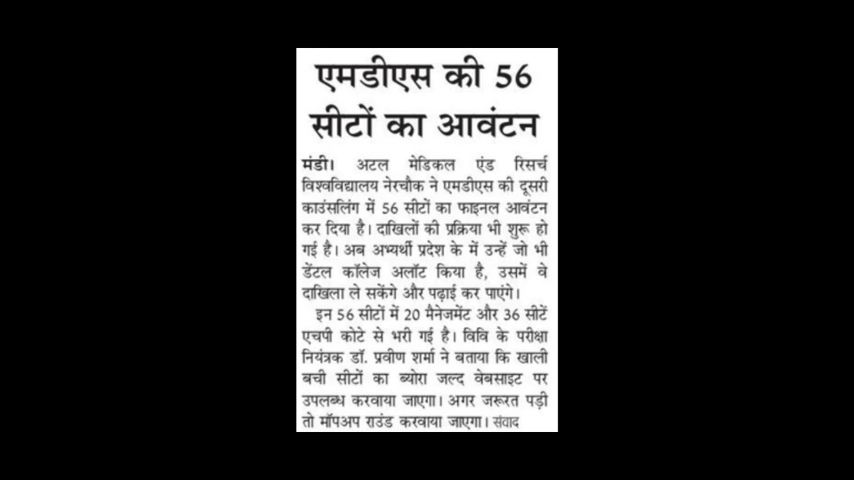 एमडीएस की 56
सीटों का आवंटन
मंडी। अटल मेडिकल एंड रिसर्च
विश्वविद्यालय नेरचौक ने एमडीएस की दूसरी
काउंसलिंग में 56 सीटों का फाइनल आवंटन
कर दिया है। दाखिलों की प्रक्रिया भी शुरू हो
गई है। अब अभ्यर्थी प्रदेश के में उन्हें जो भी
डेंटल कॉलेज अलॉट किया है, उसमें वे
दाखिला ले सकेंगे और पढ़ाई कर पाएंगे।
इन 56 सीटों में 20 मैनेजमेंट और 36 सीटें
एचपी कोटे से भरी गई है। विवि के परीक्षा
नियंत्रक डॉ. प्रवीण शर्मा ने बताया कि खाली
बची सीटों का ब्योरा जल्द वेबसाइट पर
उपलब्ध करवाया जाएगा। अगर जरूरत पड़ी
तो मॉपअप राउंड करवाया जाएगा। संवाद